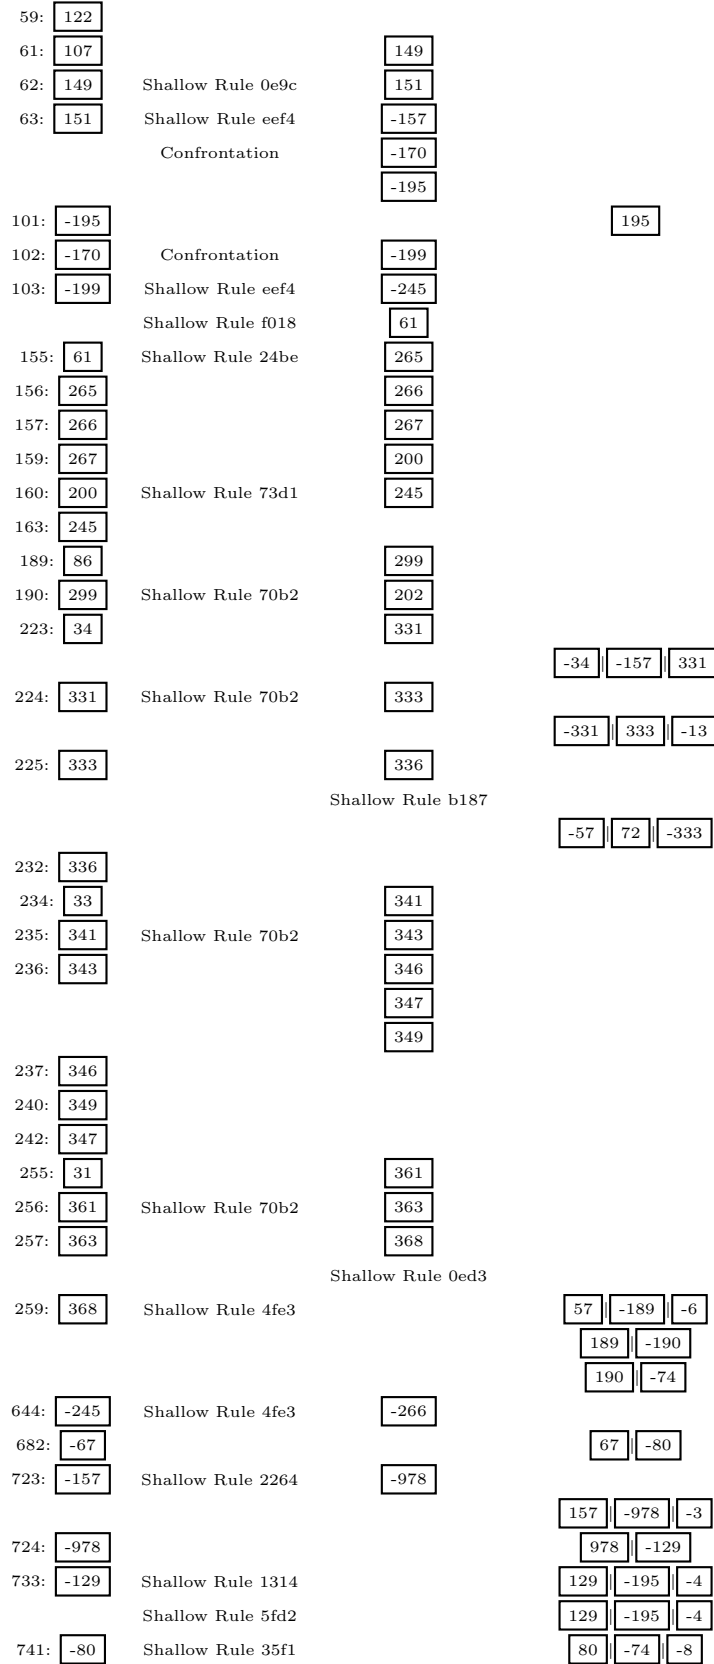 59: 122
61: 107 149
62: 149 Shallow Rule 0e9c 151
63: 151 Shallow Rule eef4 -157
Confrontation -170
-195
101: -195 195
102: -170 Confrontation -199
103: -199 Shallow Rule eef4 -245
Shallow Rule f018 61
155: 61 Shallow Rule 24be 265
156: 265 266
157: 266 267
159: 267 200
160: 200 Shallow Rule 73d1 245
163: 245
189: 86 299
190: 299 Shallow Rule 70b2 202
223: 34 331
-34 | -157 | 331
224: 331 Shallow Rule 70b2 333
-331 | 333 | -13
225: 333 336
Shallow Rule b187
-57 | 72 | -333
232: 336
234: 33 341
235: 341 Shallow Rule 70b2 343
236: 343 346
347
349
237: 346
240: 349
242: 347
255: 31 361
256: 361 Shallow Rule 70b2 363
257: 363 368
Shallow Rule 0ed3
259: 368 Shallow Rule 4fe3 57 | -189 | -6
189 | -190
190 | -74
644: -245 Shallow Rule 4fe3 -266
682: -67 67 | -80
723: -157 Shallow Rule 2264 -978
157 | -978 | -3
724: -978 978 | -129
733: -129 Shallow Rule 1314 129 | -195 | -4
Shallow Rule 5fd2 129 | -195 | -4
741: -80 Shallow Rule 35f1 80 | -74 | -8